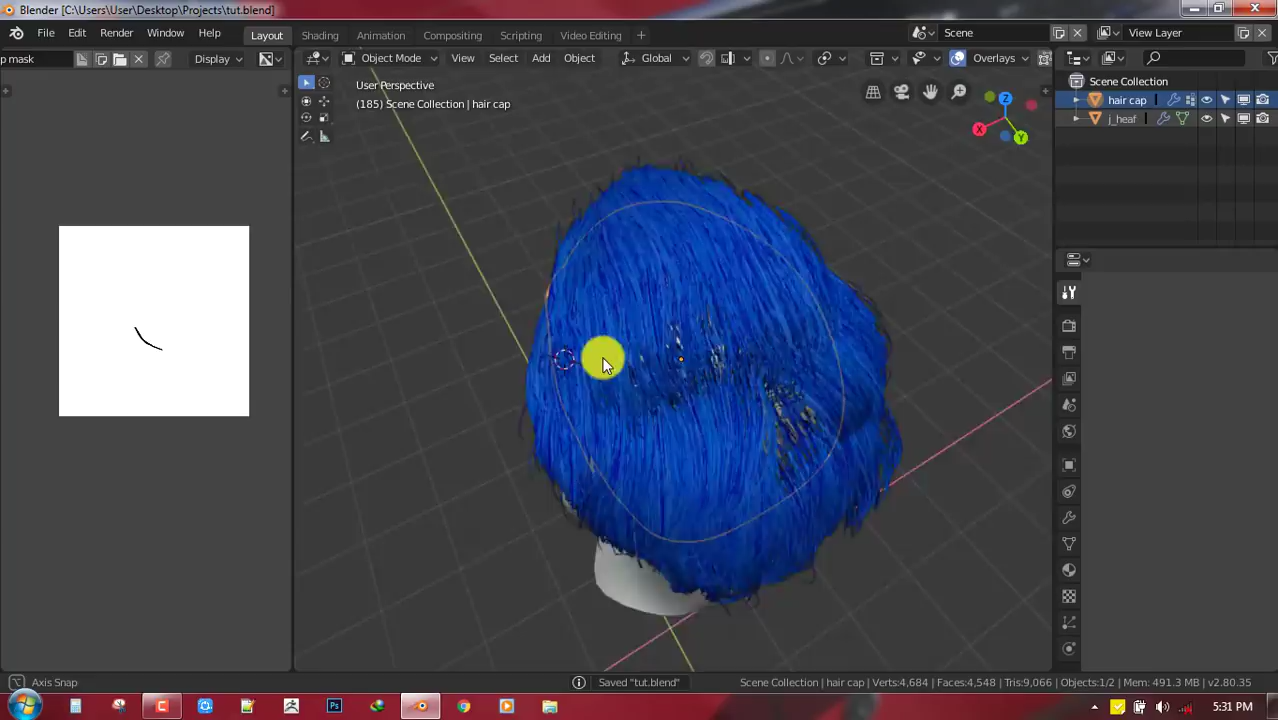 Blender [C:\Users\User\Desktop\Projects\tut.blend]
File Edit Render Window Help Layout Shading Animation Compositing Scripting Video Editing Scene View Layer
p mask Display Object Mode View Select Add Object Global Overlays
User Perspective
(185) Scene Collection | hair cap
Scene Collection
hair cap
j_heaf
Z
X
Y
Axis Snap Saved "tut.blend" Scene Collection | hair cap | Verts:4,684 | Faces:4,548 | Tris:9,066 | Objects:1/2 | Mem: 491.3 MB | v2.80.35
Ps 5:31 PM